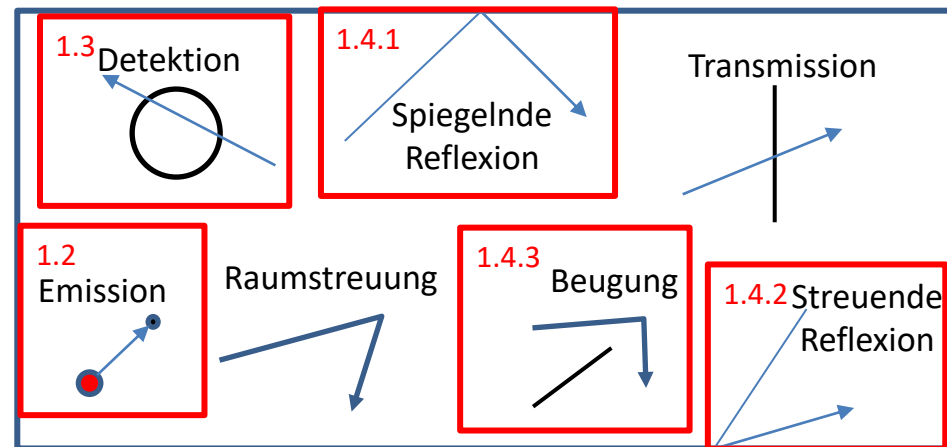 1.3
Detektion
1.4.1
Spiegelnde
Reflexion
Transmission
1.2
Emission
Raumstreuung
1.4.3
Beugung
1.4.2 Streuende
Reflexion